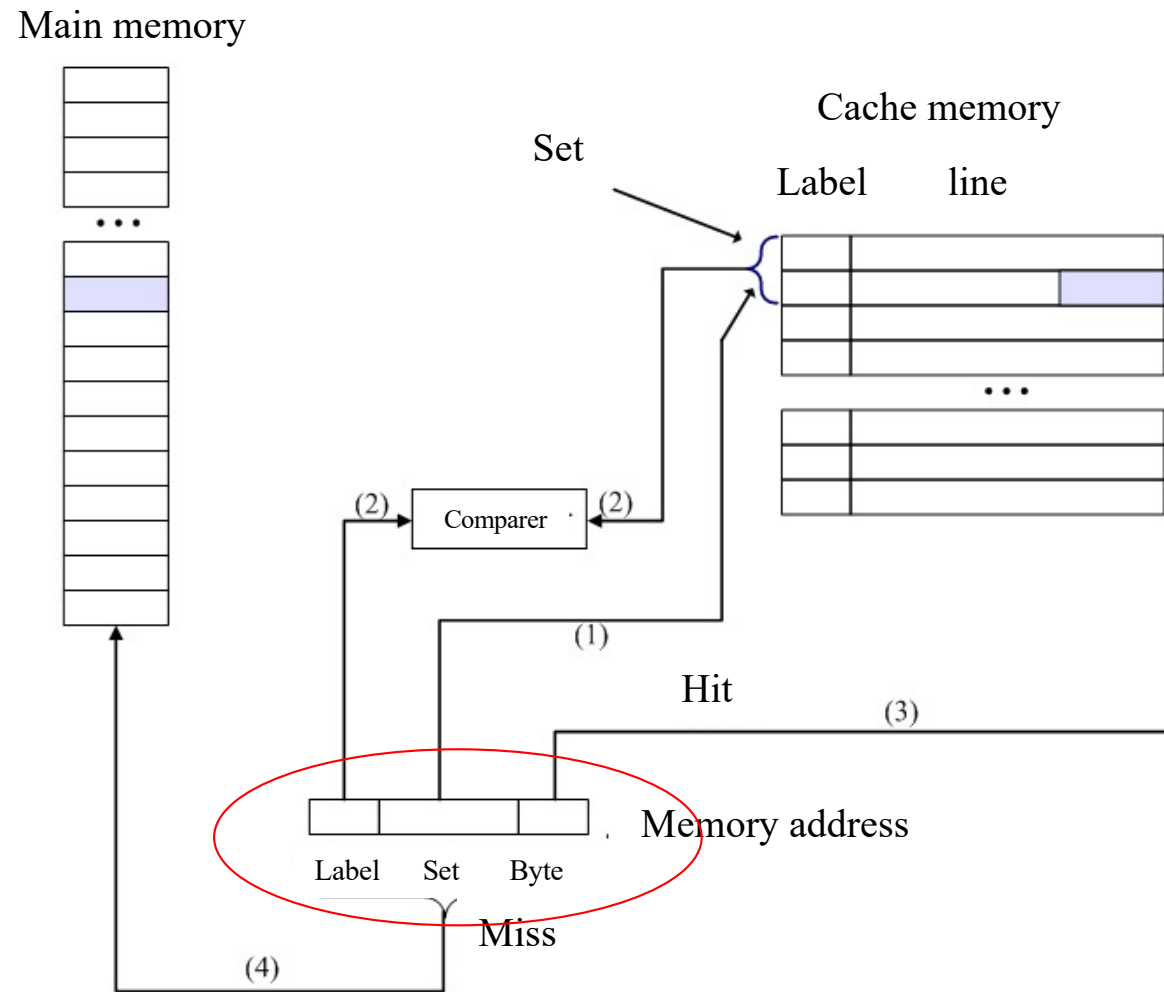 Main memory
Cache memory
Set
Label line
•••
•••
(2) Comparer (2)
(1)
Hit
(3)
Memory address
Label Set Byte
Miss
(4)